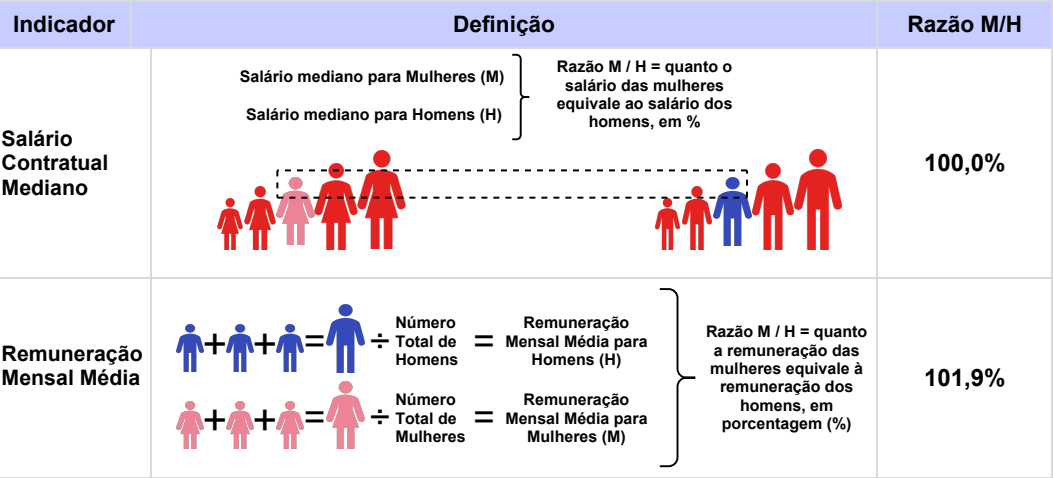 Indicador
Definição
Razão M/H
Salário
Contratual
Mediano
Salário mediano para Mulheres (M)
Salário mediano para Homens (H)
Razão M / H = quanto o
salário das mulheres
equivale ao salário dos
homens, em %
100,0%
Remuneração
Mensal Média
+ + = ÷
Número
Total de
Homens
=
Remuneração
Mensal Média para
Homens (H)
+ + = ÷
Número
Total de
Mulheres
=
Remuneração
Mensal Média para
Mulheres (M)
Razão M / H = quanto
a remuneração das
mulheres equivale à
remuneração dos
homens, em
porcentagem (%)
101,9%